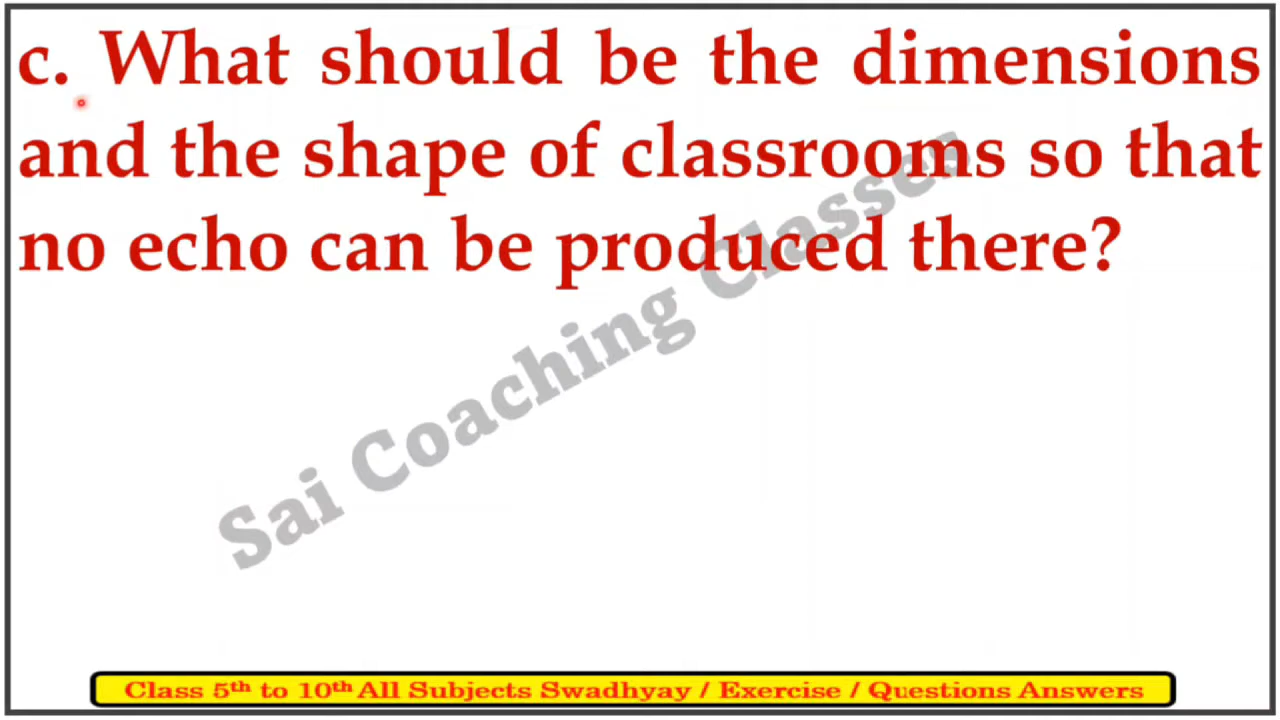 c. What should be the dimensions
and the shape of classrooms so that
no echo can be produced there?
Sai Coaching Classes
Class 5th to 10th All Subjects Swadhyay / Exercise / Questions Answers